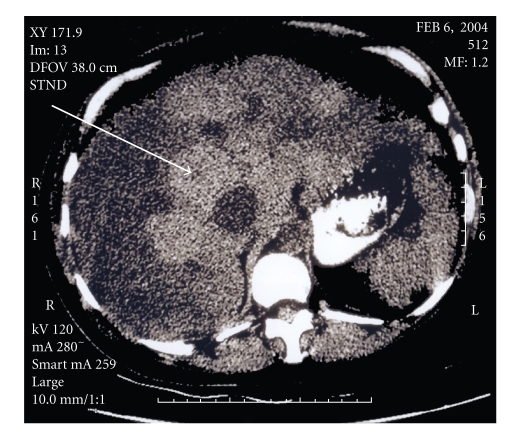 XY 171.9
Im: 13
DFOV 38.0 cm
STND
FEB 6, 2004
512
MF: 1.2
R
1
6
1
L
1
5
6
R
L
kV 120
mA 280
Smart mA 259
Large
10.0 mm/1:1